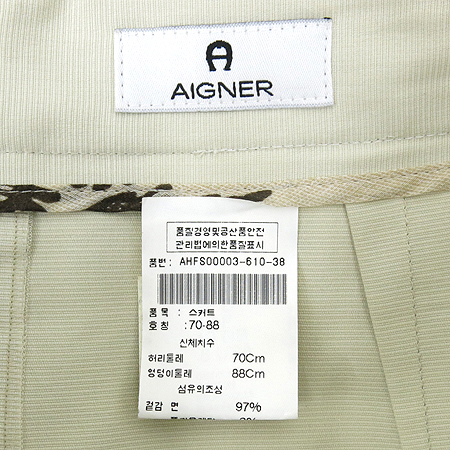 AIGNER
품질경영및공산품안전
관리법에의한품질표시
품번: AHFS00003-610-38
품 목 : 스커트
호 칭 : 70-88
신체치수
허리둘레 70Cm
엉덩이둘레 88Cm
섬유의조성
겉감 면 97%